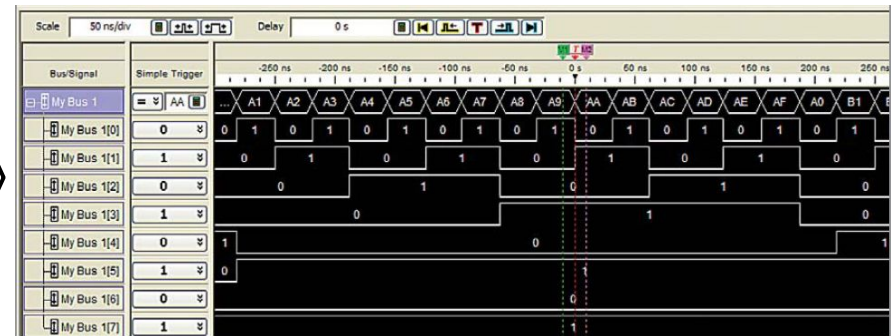 Scale 50 ns/div Delay 0 s T
M1 T M2
Bus/Signal Simple Trigger -250 ns -200 ns -150 ns -100 ns -50 ns 0 s 50 ns 100 ns 150 ns 200 ns 250 ns
My Bus 1 = AA ... A1 A2 A3 A4 A5 A6 A7 A8 A9 AA AB AC AD AE AF A0 B1
My Bus 1[0] 0 0 1 0 1 0 1 0 1 0 1 0 1 0 1 0 1 0 1
My Bus 1[1] 1 0 1 0 1 0 1 0 1 0
My Bus 1[2] 0 0 1 0 1 0
My Bus 1[3] 1 0 1 0
My Bus 1[4] 0 1 0 1
My Bus 1[5] 1 0 1
My Bus 1[6] 0 0
My Bus 1[7] 1 1